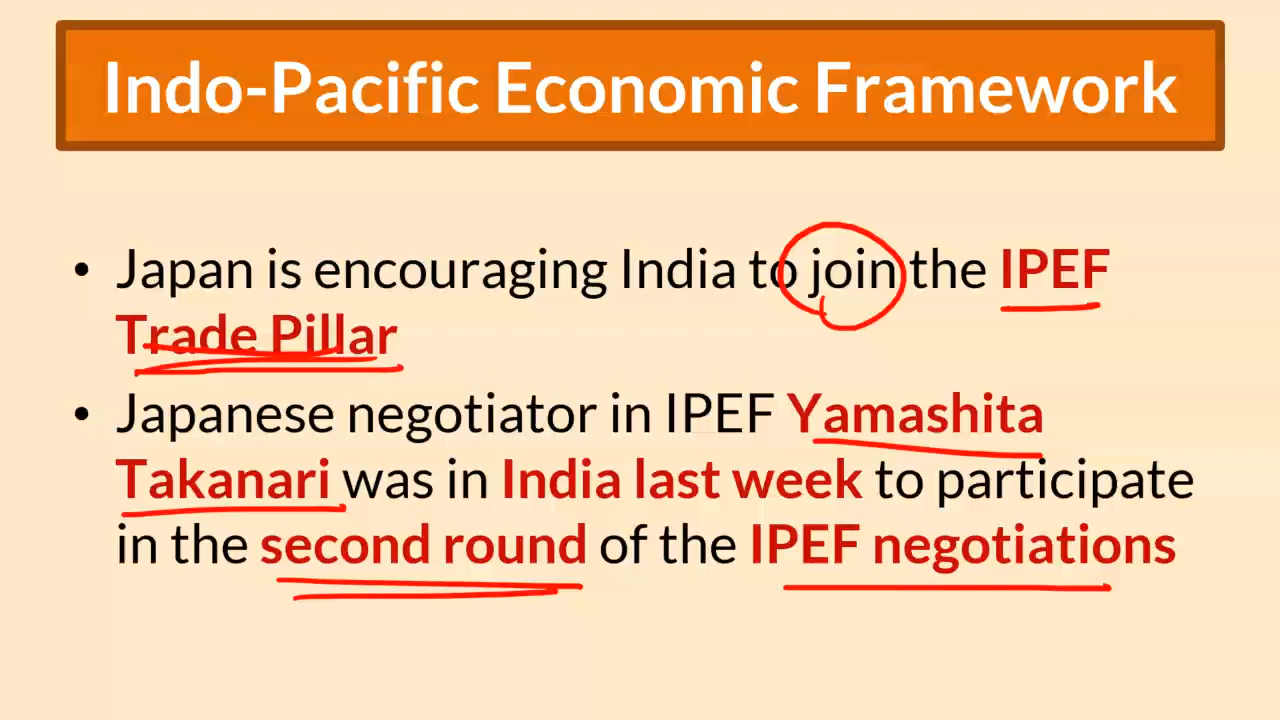 Indo-Pacific Economic Framework
• Japan is encouraging India to join the IPEF
Trade Pillar
• Japanese negotiator in IPEF Yamashita
Takanari was in India last week to participate
in the second round of the IPEF negotiations